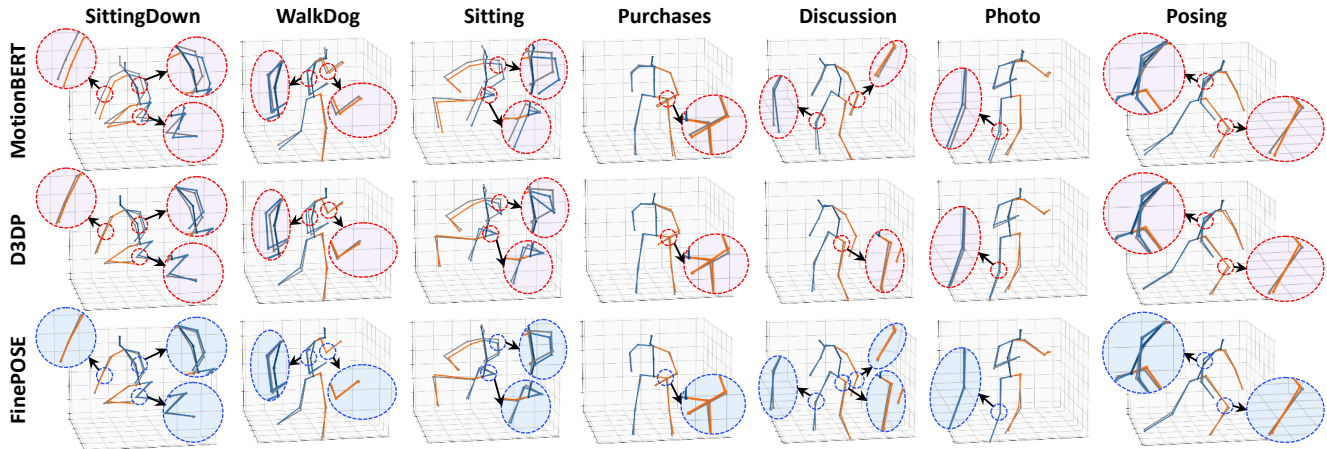 SittingDown WalkDog Sitting Purchases Discussion Photo Posing
MotionBERT
D3DP
FinePOSE